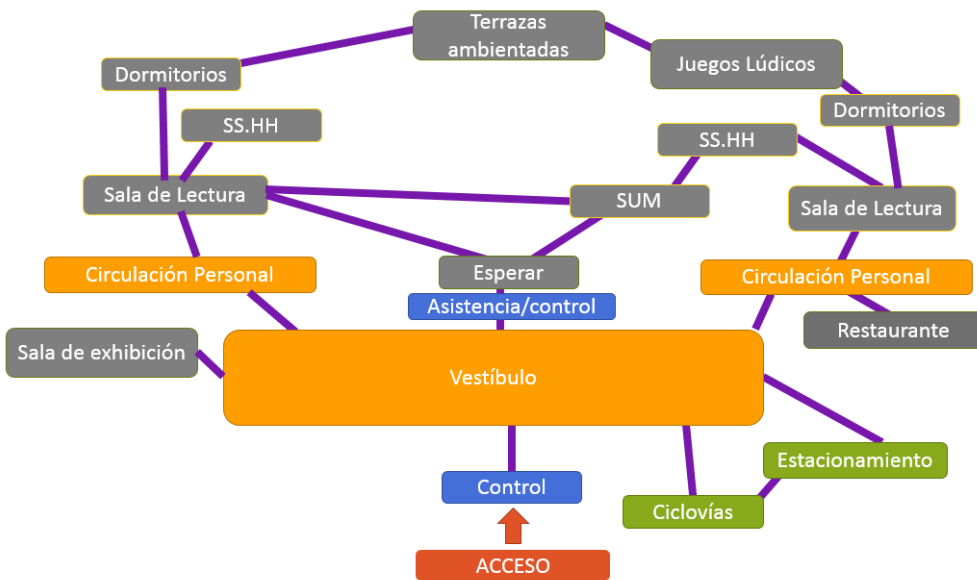 Terrazas
ambientadas
Juegos Lúdicos
Dormitorios
Dormitorios
SS.HH
SS.HH
Sala de Lectura
SUM
Sala de Lectura
Circulación Personal
Esperar
Circulación Personal
Asistencia/control
Restaurante
Sala de exhibición
Vestíbulo
Estacionamiento
Control
Ciclovías
ACCESO